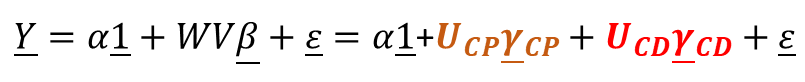 Y = α1 + WVβ + ε = α1+U_CP γ_CP + U_CD γ_CD + ε